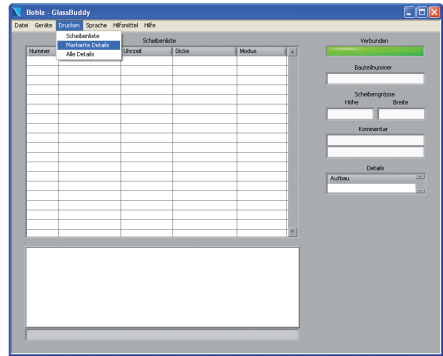 Bohle - GlassBuddy
Datei Geräte Drucken Sprache Hilfsmittel Hilfe
Scheibenliste
Markierte Details
Alle Details
Scheibenliste
Nummer Uhrzeit Dicke Modus
Verbunden
Bauteilnummer
Scheibengrösse
Höhe Breite
Kommentar
Details
Aufbau